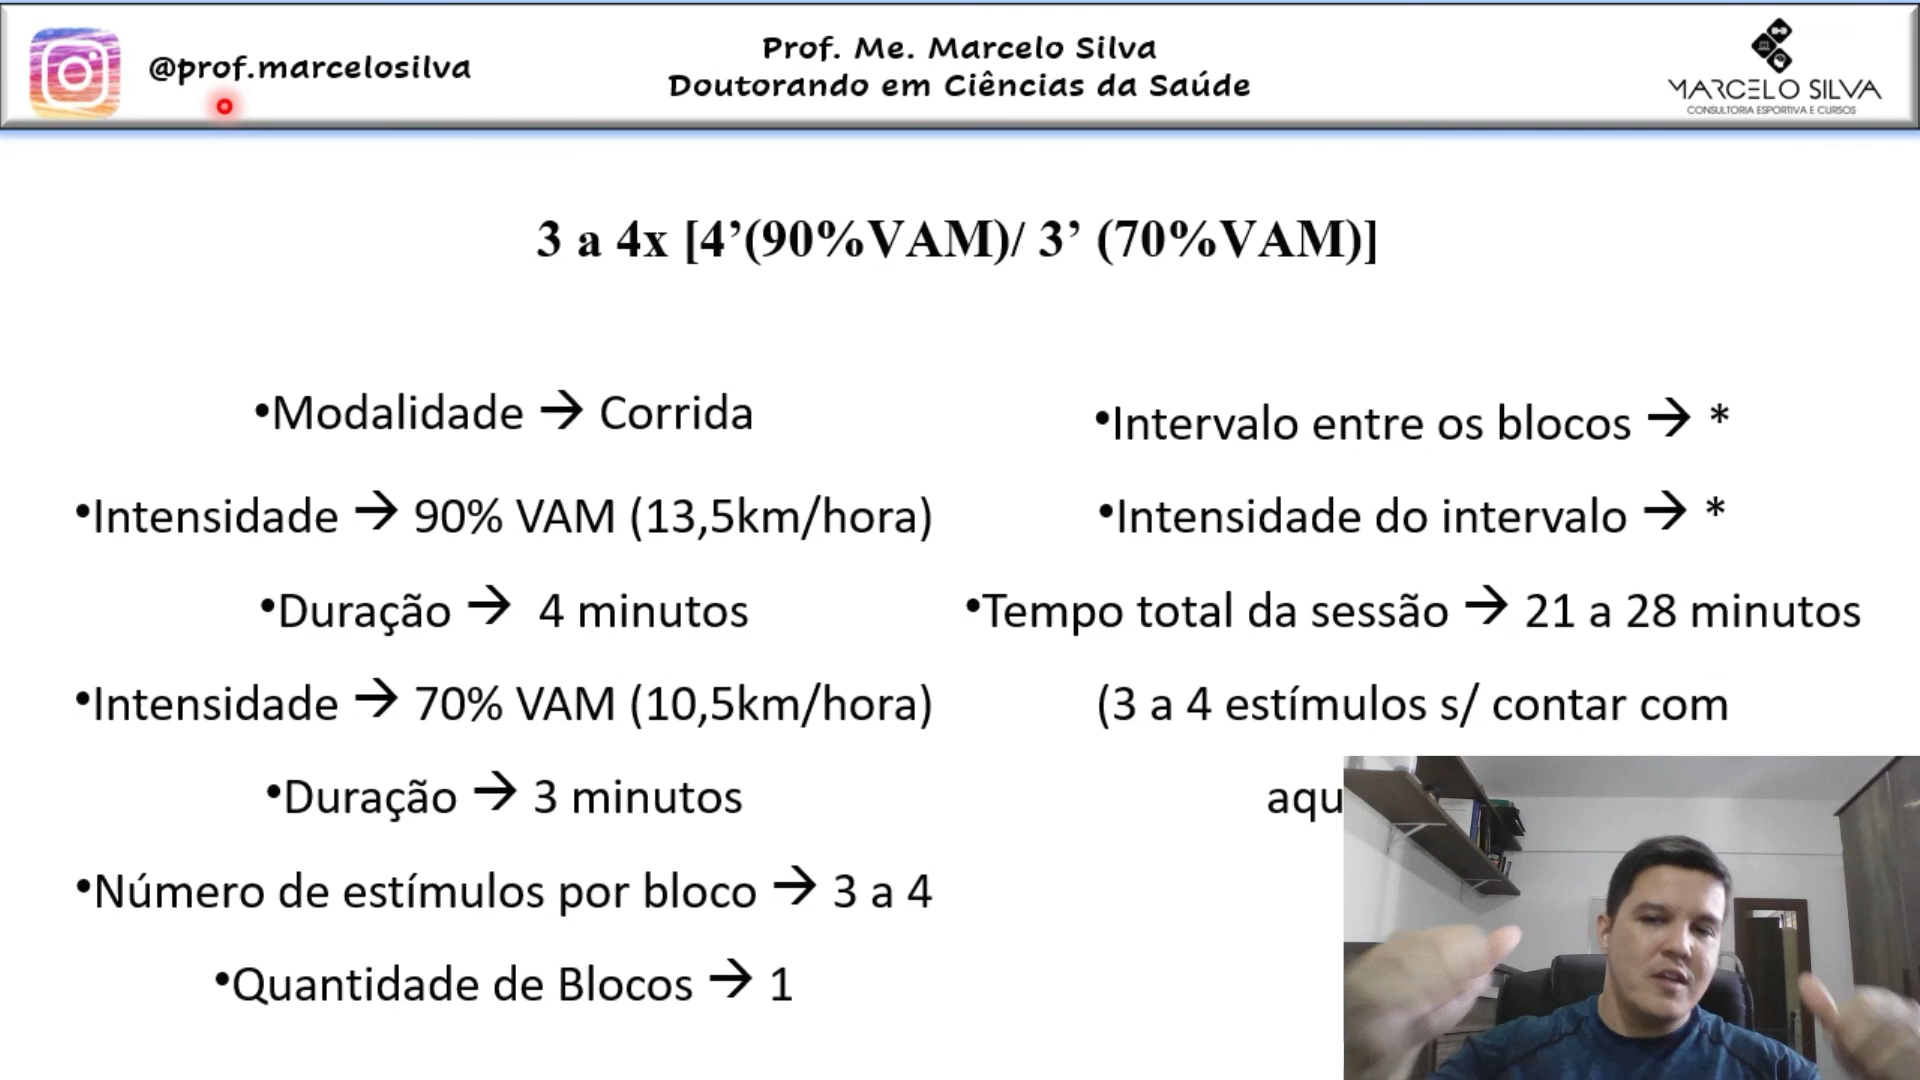 @prof.marcelosilva
Prof. Me. Marcelo Silva
Doutorando em Ciências da Saúde
MARCELO SILVA
CONSULTORIA ESPORTIVA E CURSOS
3 a 4x [4’(90%VAM)/ 3’ (70%VAM)]
•Modalidade → Corrida
•Intensidade → 90% VAM (13,5km/hora)
•Duração → 4 minutos
•Intensidade → 70% VAM (10,5km/hora)
•Duração → 3 minutos
•Número de estímulos por bloco → 3 a 4
•Quantidade de Blocos → 1
•Intervalo entre os blocos → *
•Intensidade do intervalo → *
•Tempo total da sessão → 21 a 28 minutos
(3 a 4 estímulos s/ contar com
aqu